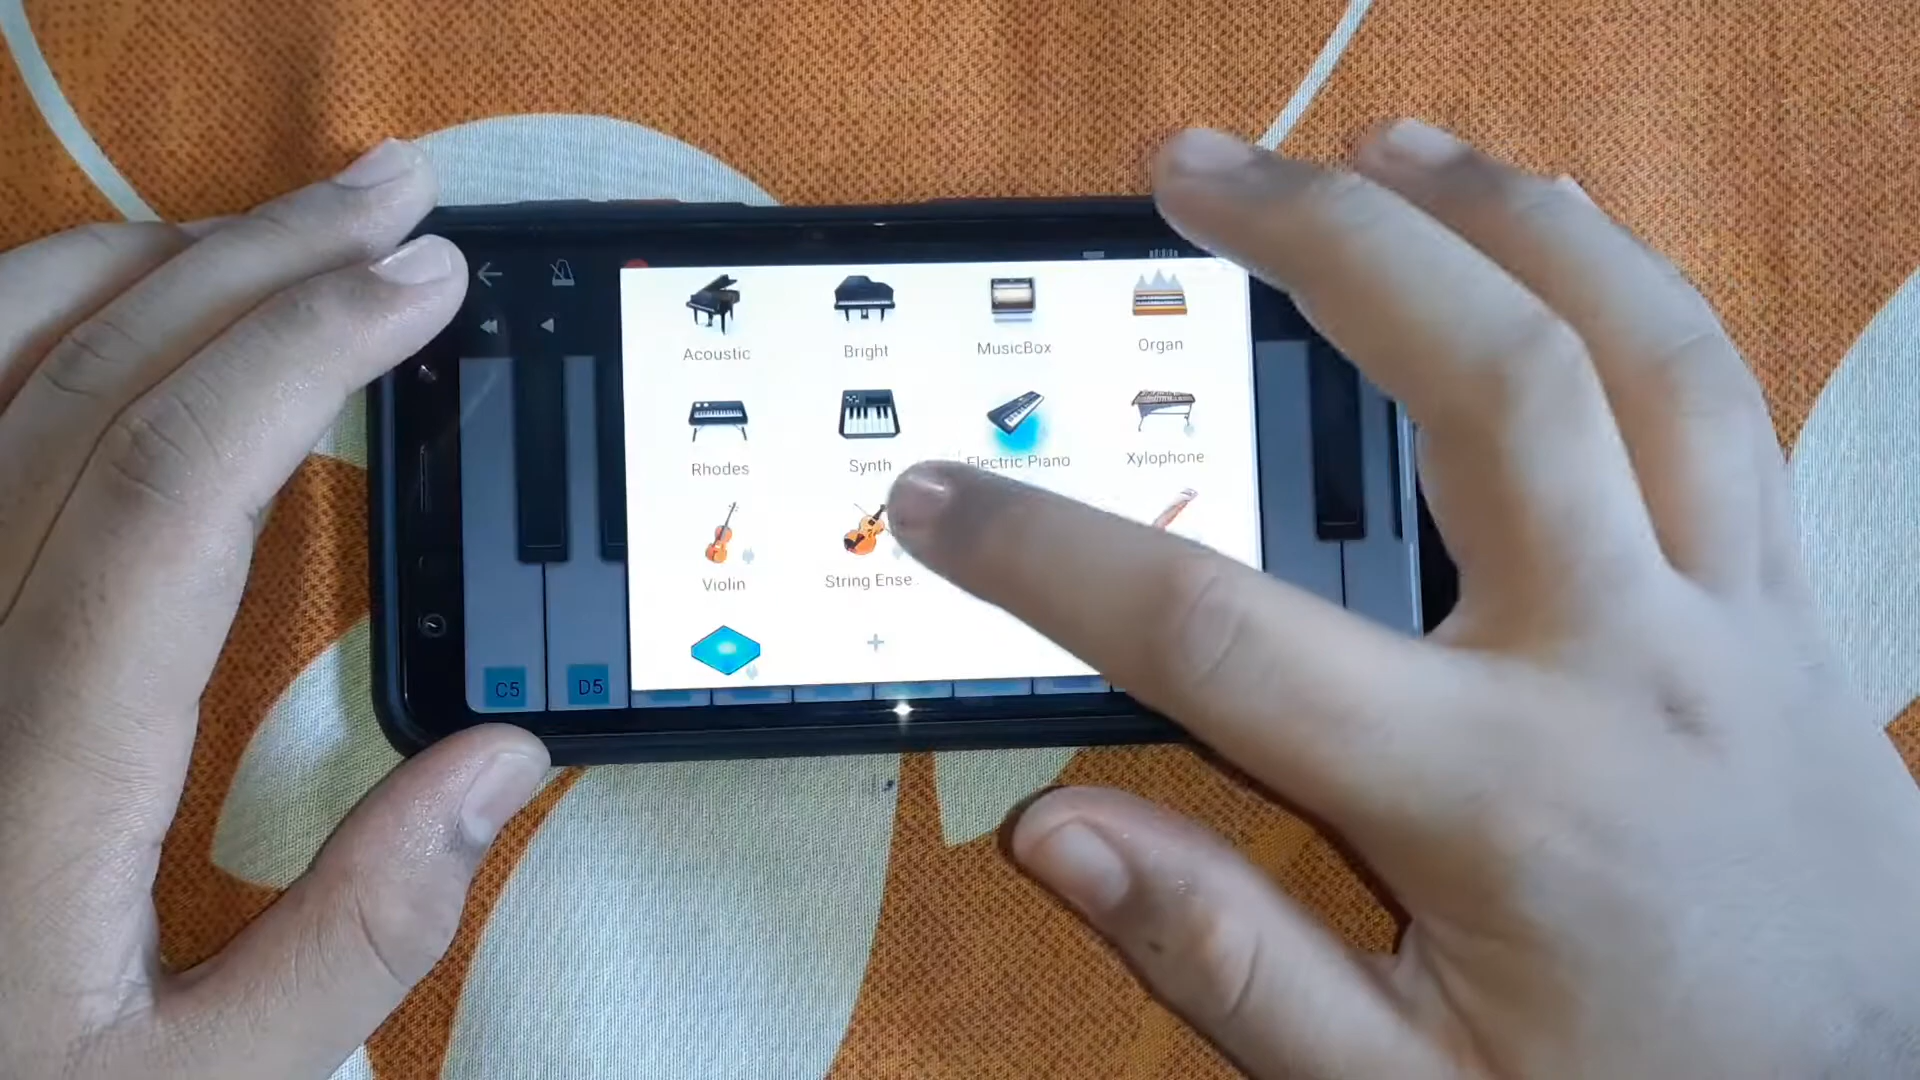 Acoustic
Bright
MusicBox
Organ
Rhodes
Synth
Electric Piano
Xylophone
Violin
String Ense..
C5
D5